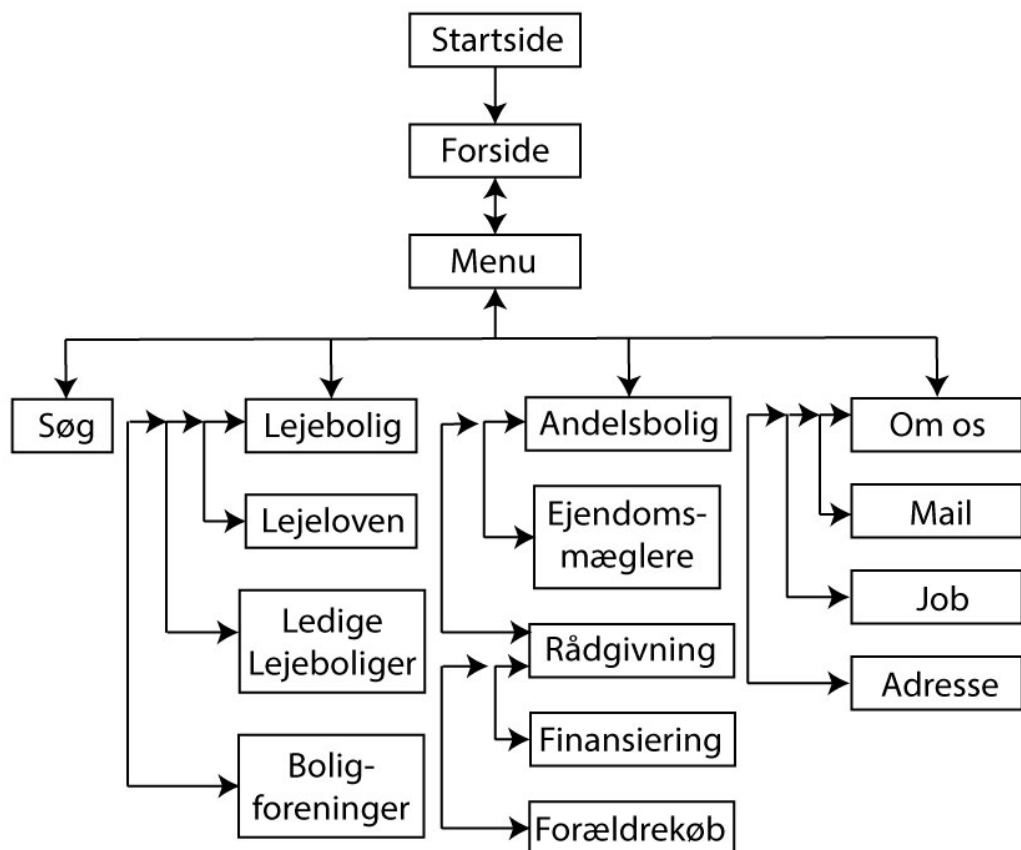 Startside
Forside
Menu
Søg
Lejebolig
Lejeloven
Ledige
Lejeboliger
Bolig-
foreninger
Andelsbolig
Ejendoms-
mæglere
Rådgivning
Finansiering
Forældrekøb
Om os
Mail
Job
Adresse